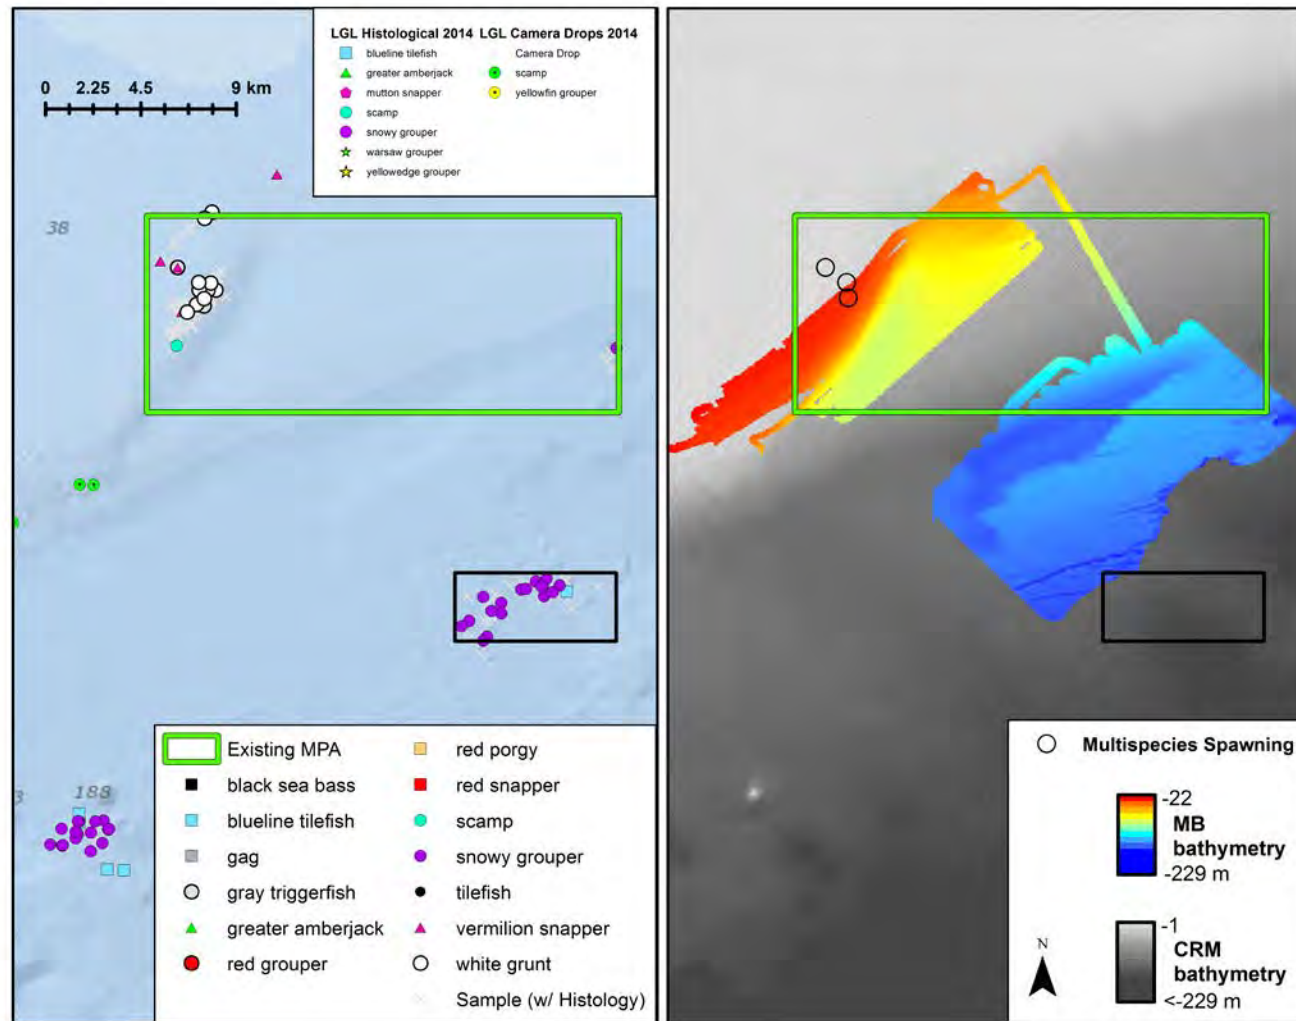 LGL Histological 2014 LGL Camera Drops 2014
blueline tilefish Camera Drop
greater amberjack scamp
mutton snapper yellowfin grouper
scamp
snowy grouper
warsaw grouper
yellowedge grouper
0 2.25 4.5 9 km
38
188
Existing MPA red porgy
black sea bass red snapper
blueline tilefish scamp
gag snowy grouper
gray triggerfish tilefish
greater amberjack vermilion snapper
red grouper white grunt
Sample (w/ Histology)
Multispecies Spawning
-22
MB
bathymetry
-229 m
-1
CRM
bathymetry
<-229 m
N